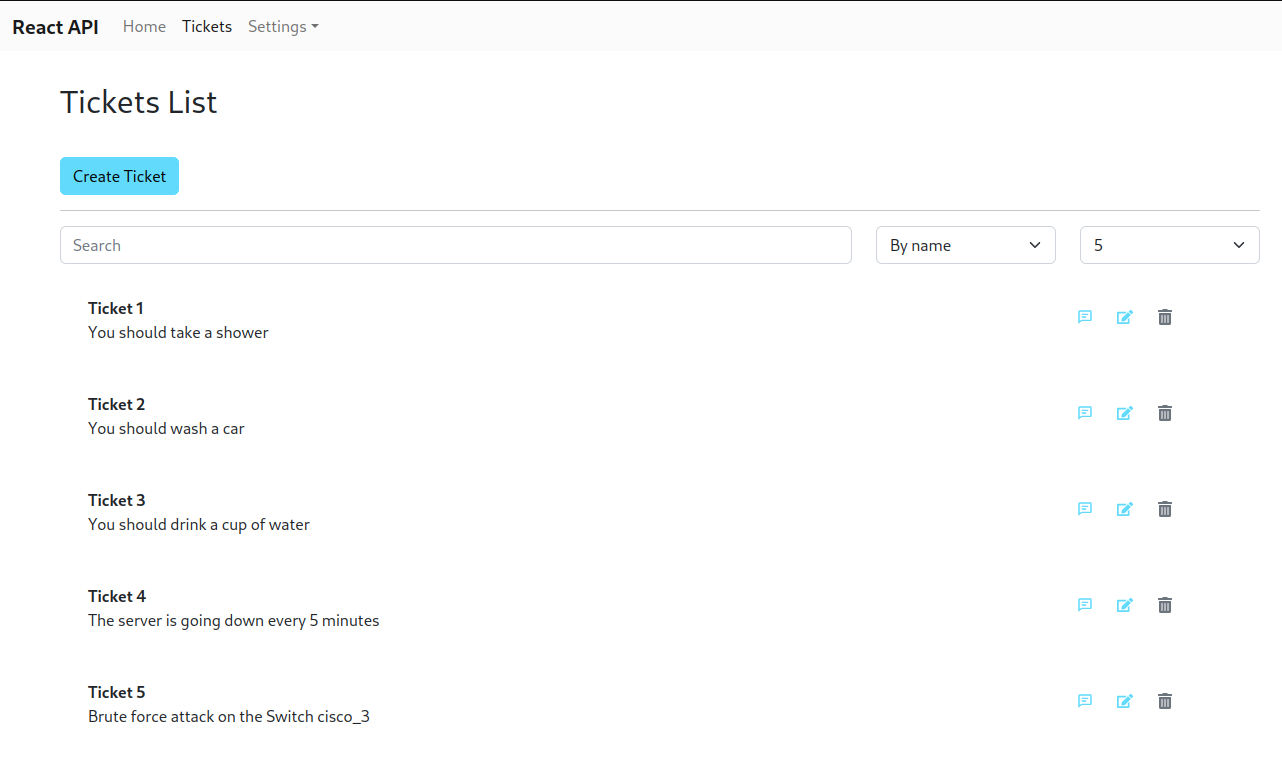 React API Home Tickets Settings
Tickets List
Create Ticket
Search By name 5
Ticket 1
You should take a shower
Ticket 2
You should wash a car
Ticket 3
You should drink a cup of water
Ticket 4
The server is going down every 5 minutes
Ticket 5
Brute force attack on the Switch cisco_3